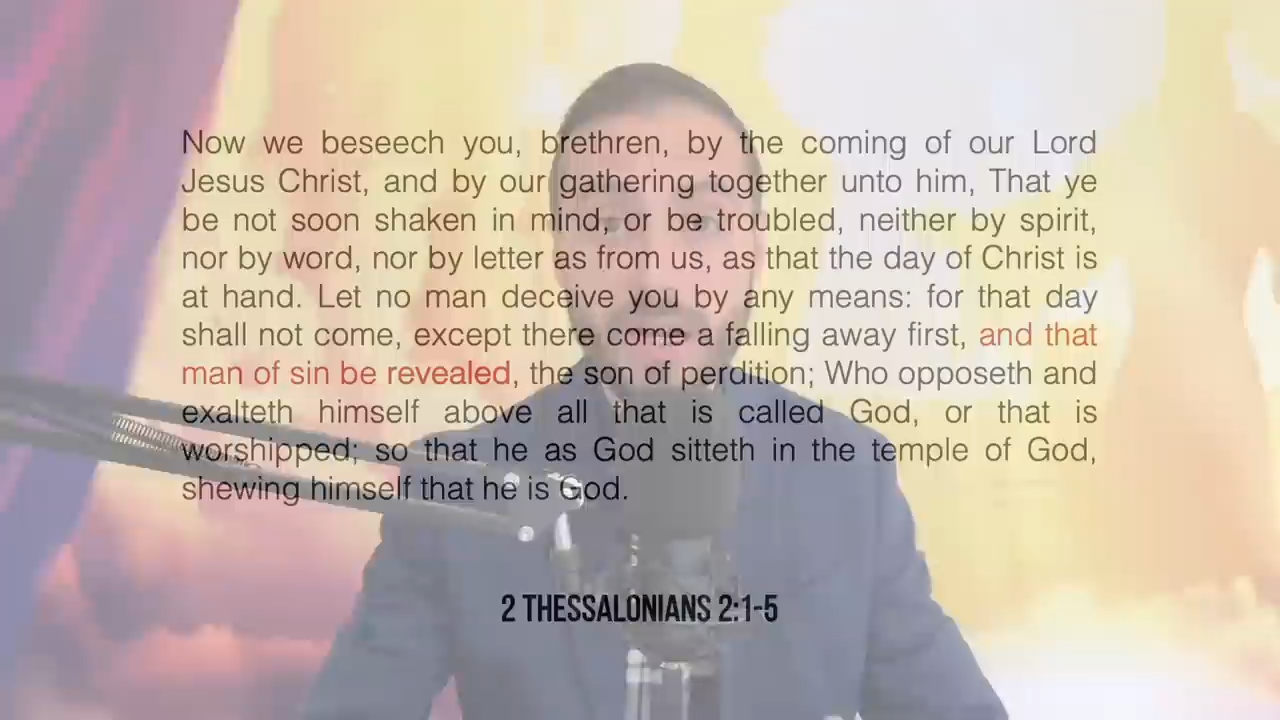 Now we beseech you, brethren, by the coming of our Lord
Jesus Christ, and by our gathering together unto him, That ye
be not soon shaken in mind, or be troubled, neither by spirit,
nor by word, nor by letter as from us, as that the day of Christ is
at hand. Let no man deceive you by any means: for that day
shall not come, except there come a falling away first, and that
man of sin be revealed, the son of perdition; Who opposeth and
exalteth himself above all that is called God, or that is
worshipped; so that he as God sitteth in the temple of God,
shewing himself that he is God.
2 THESSALONIANS 2:1-5